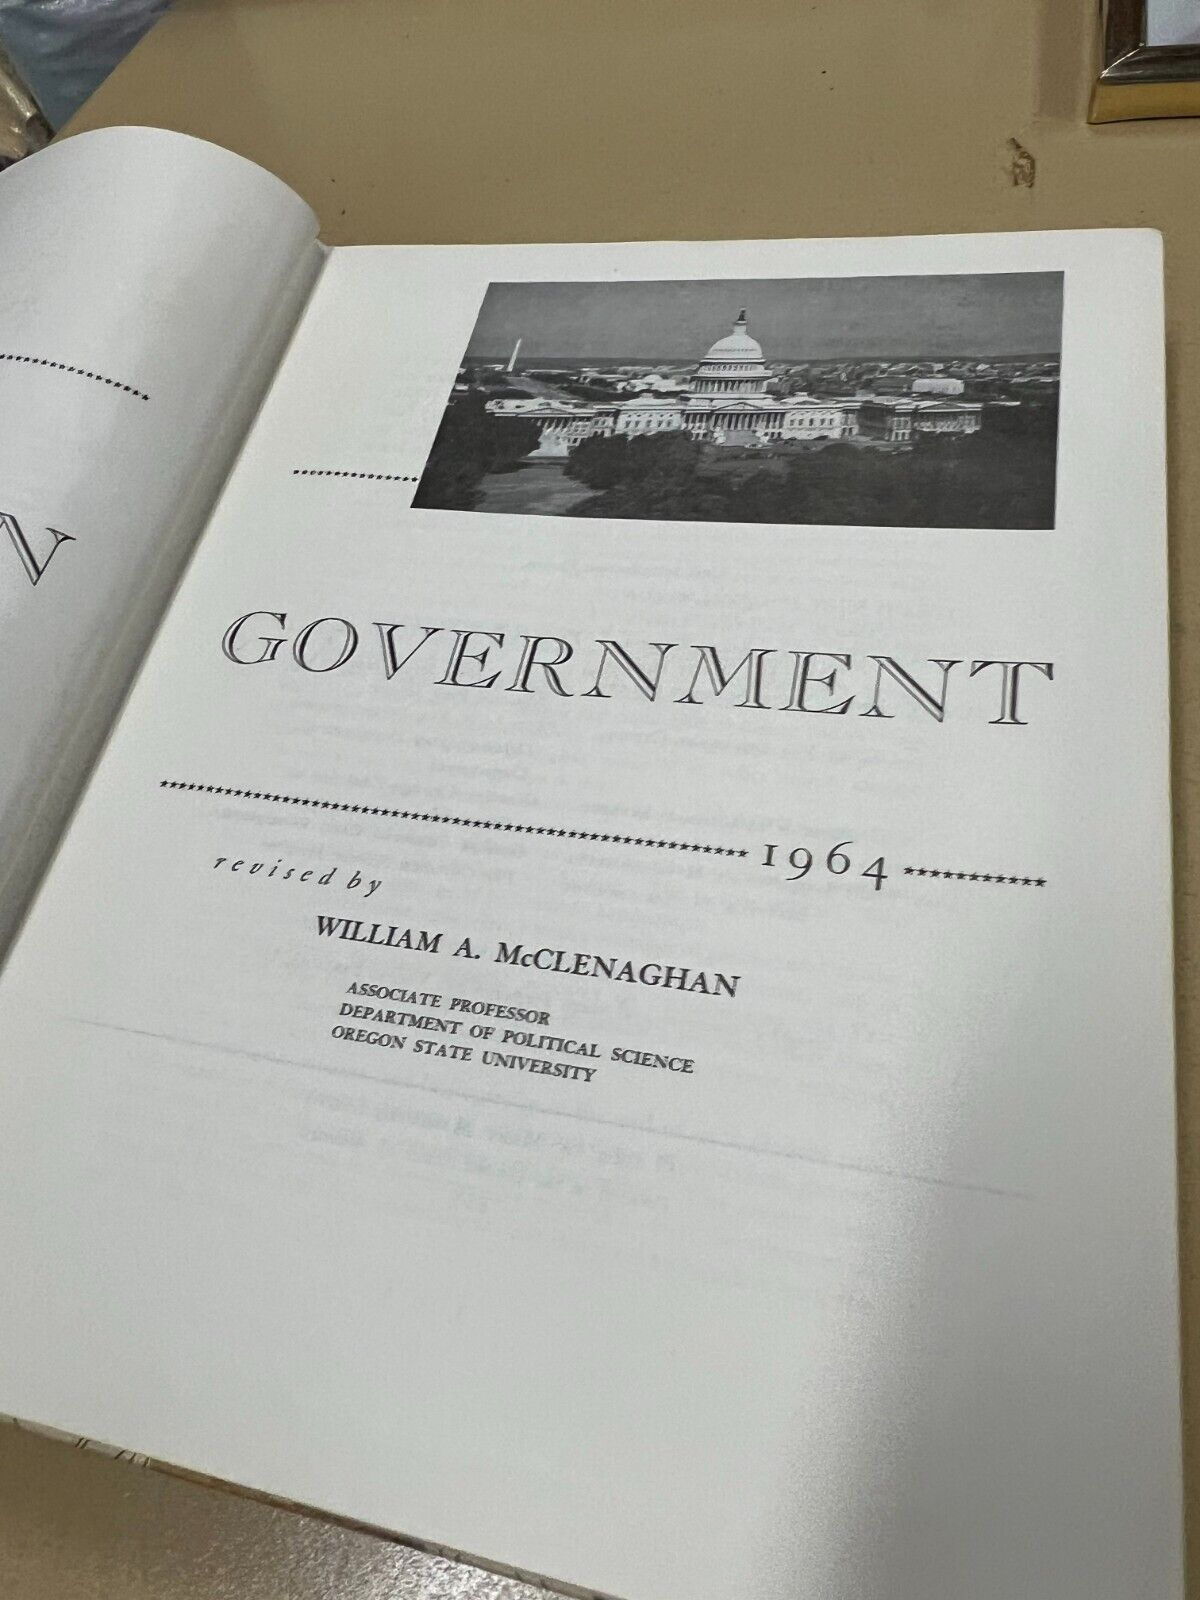 N
GOVERNMENT
1964
revised by
WILLIAM A. McCLENAGHAN
ASSOCIATE PROFESSOR
DEPARTMENT OF POLITICAL SCIENCE
OREGON STATE UNIVERSITY